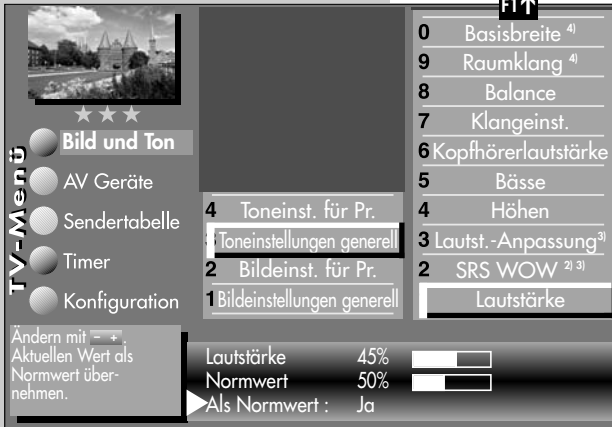 TV-Menü
Bild und Ton
AV Geräte
Sendertabelle
Timer
Konfiguration
4 Toneinst. für Pr.
3 Toneinstellungen generell
2 Bildeinst. für Pr.
1 Bildeinstellungen generell
F1↑
0 Basisbreite 4)
9 Raumklang 4)
8 Balance
7 Klangeinst.
6 Kopfhörerlautstärke
5 Bässe
4 Höhen
3 Lautst.-Anpassung 3)
2 SRS WOW 2) 3)
Lautstärke
Ändern mit - + .
Aktuellen Wert als
Normwert über-
nehmen.
Lautstärke 45%
Normwert 50%
Als Normwert : Ja